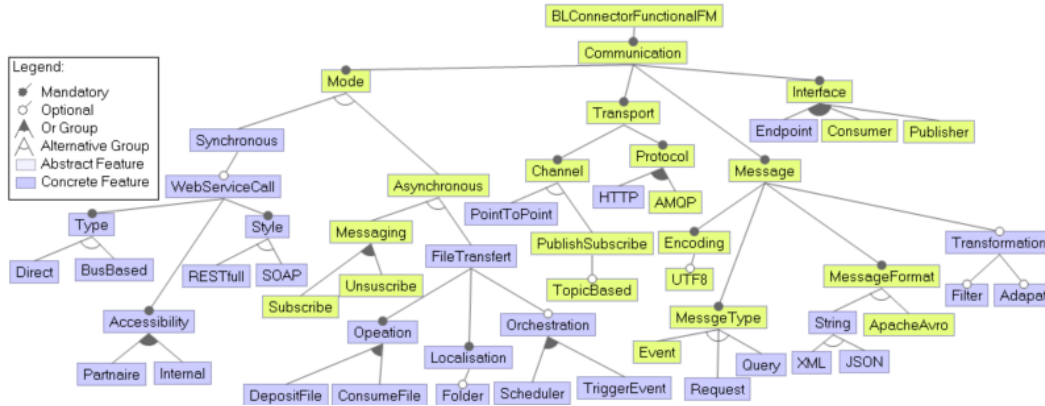 BLConnectorFunctionalFM
Communication
Legend:
Mandatory
Optional
Or Group
Alternative Group
Abstract Feature
Concrete Feature
Mode
Interface
Transport
Endpoint Consumer Publisher
Synchronous
Channel Protocol Message
WebServiceCall
Asynchronous
HTTP AMQP
PointToPoint
Type Style
Messaging
FileTransfert
PublishSubscribe
Encoding
Transformation
Direct BusBased
RESTfull SOAP
UTF8
MessageFormat
Subscribe Unsuscribe
TopicBased
Filter Adapat
Accessibility
Opeation
Localisation
Orchestration
MessgeType
String ApacheAvro
Partnaire Internal
Event Request Query
XML JSON
DepositFile ConsumeFile
Folder
Scheduler TriggerEvent